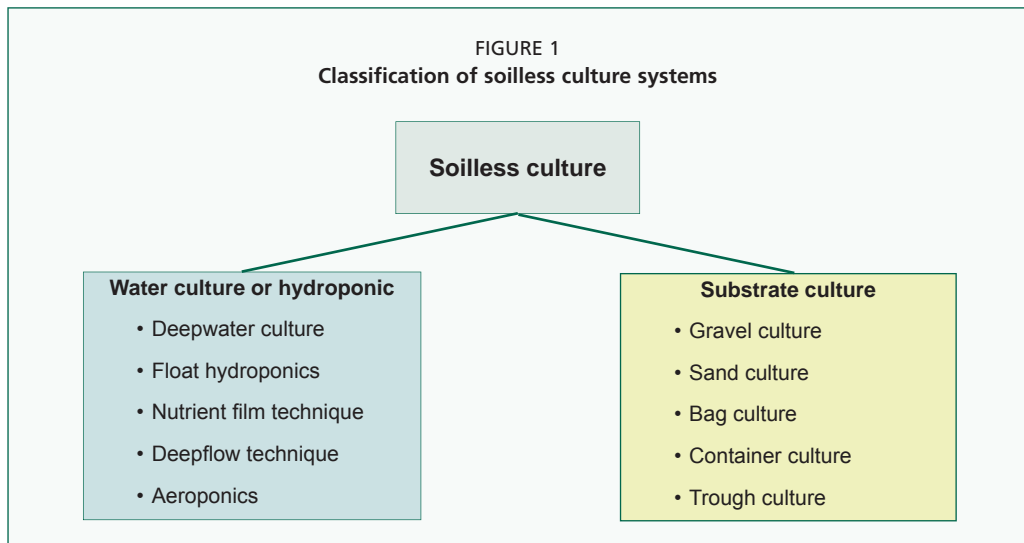 FIGURE 1
Classification of soilless culture systems
Soilless culture
Water culture or hydroponic
• Deepwater culture
• Float hydroponics
• Nutrient film technique
• Deepflow technique
• Aeroponics
Substrate culture
• Gravel culture
• Sand culture
• Bag culture
• Container culture
• Trough culture